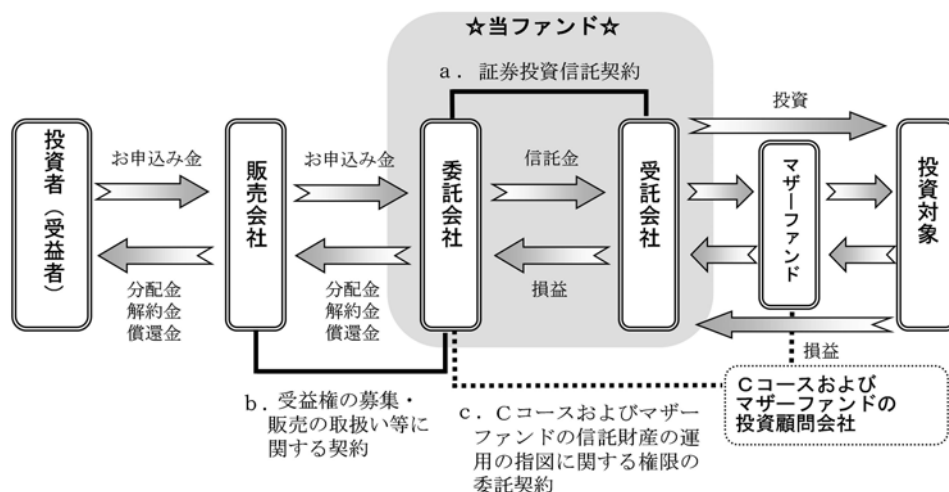 ☆当ファンド☆
a．証券投資信託契約
投資者（受益者）
お申込み金
分配金
解約金
償還金
販売会社
お申込み金
分配金
解約金
償還金
委託会社
信託金
損益
受託会社
投資
マザーファンド
損益
投資対象
b．受益権の募集・
販売の取扱い等に
関する契約
c．Cコースおよびマザー
ファンドの信託財産の運
用の指図に関する権限の
委託契約
Cコースおよび
マザーファンドの
投資顧問会社